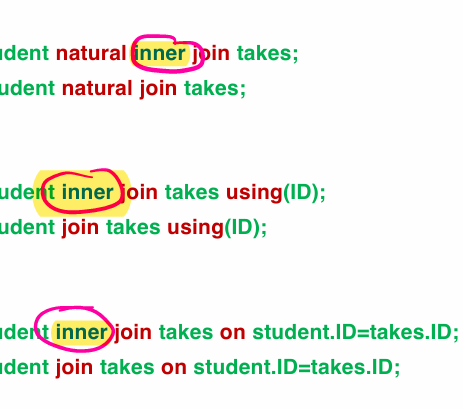 udent natural inner join takes;
udent natural join takes;
udent inner join takes using(ID);
udent join takes using(ID);
udent inner join takes on student.ID=takes.ID;
udent join takes on student.ID=takes.ID;